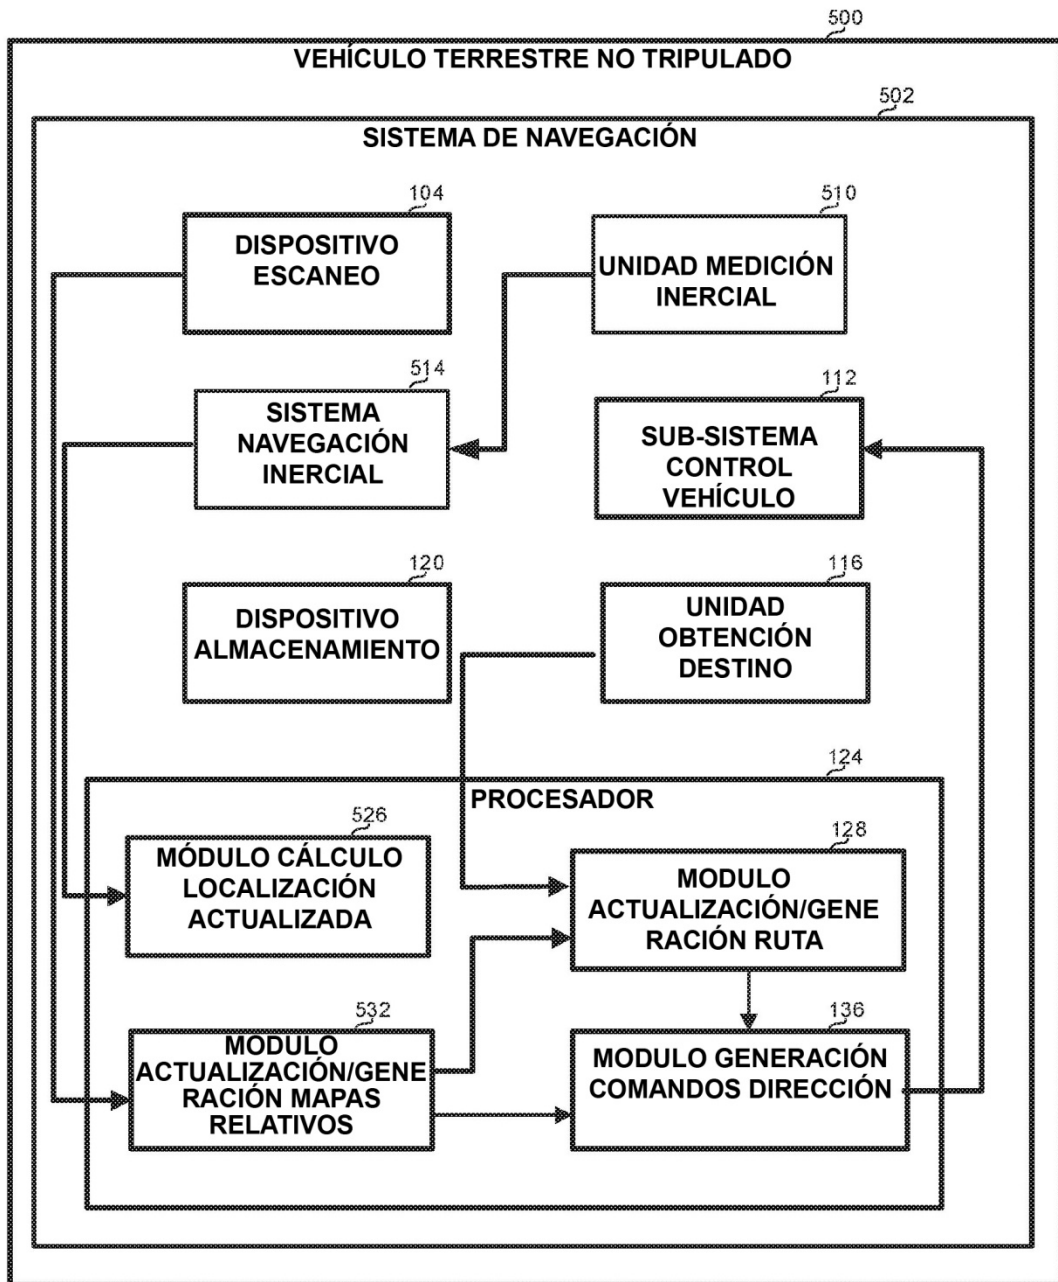 500
VEHÍCULO TERRESTRE NO TRIPULADO
502
SISTEMA DE NAVEGACIÓN
104
DISPOSITIVO
ESCANEO
510
UNIDAD MEDICIÓN
INERCIAL
514
SISTEMA
NAVEGACIÓN
INERCIAL
112
SUB-SISTEMA
CONTROL
VEHÍCULO
120
DISPOSITIVO
ALMACENAMIENTO
116
UNIDAD
OBTENCIÓN
DESTINO
124
PROCESADOR
526
MÓDULO CÁLCULO
LOCALIZACIÓN
ACTUALIZADA
128
MODULO
ACTUALIZACIÓN/GENE
RACIÓN RUTA
532
MODULO
ACTUALIZACIÓN/GENE
RACIÓN MAPAS
RELATIVOS
136
MODULO GENERACIÓN
COMANDOS DIRECCIÓN